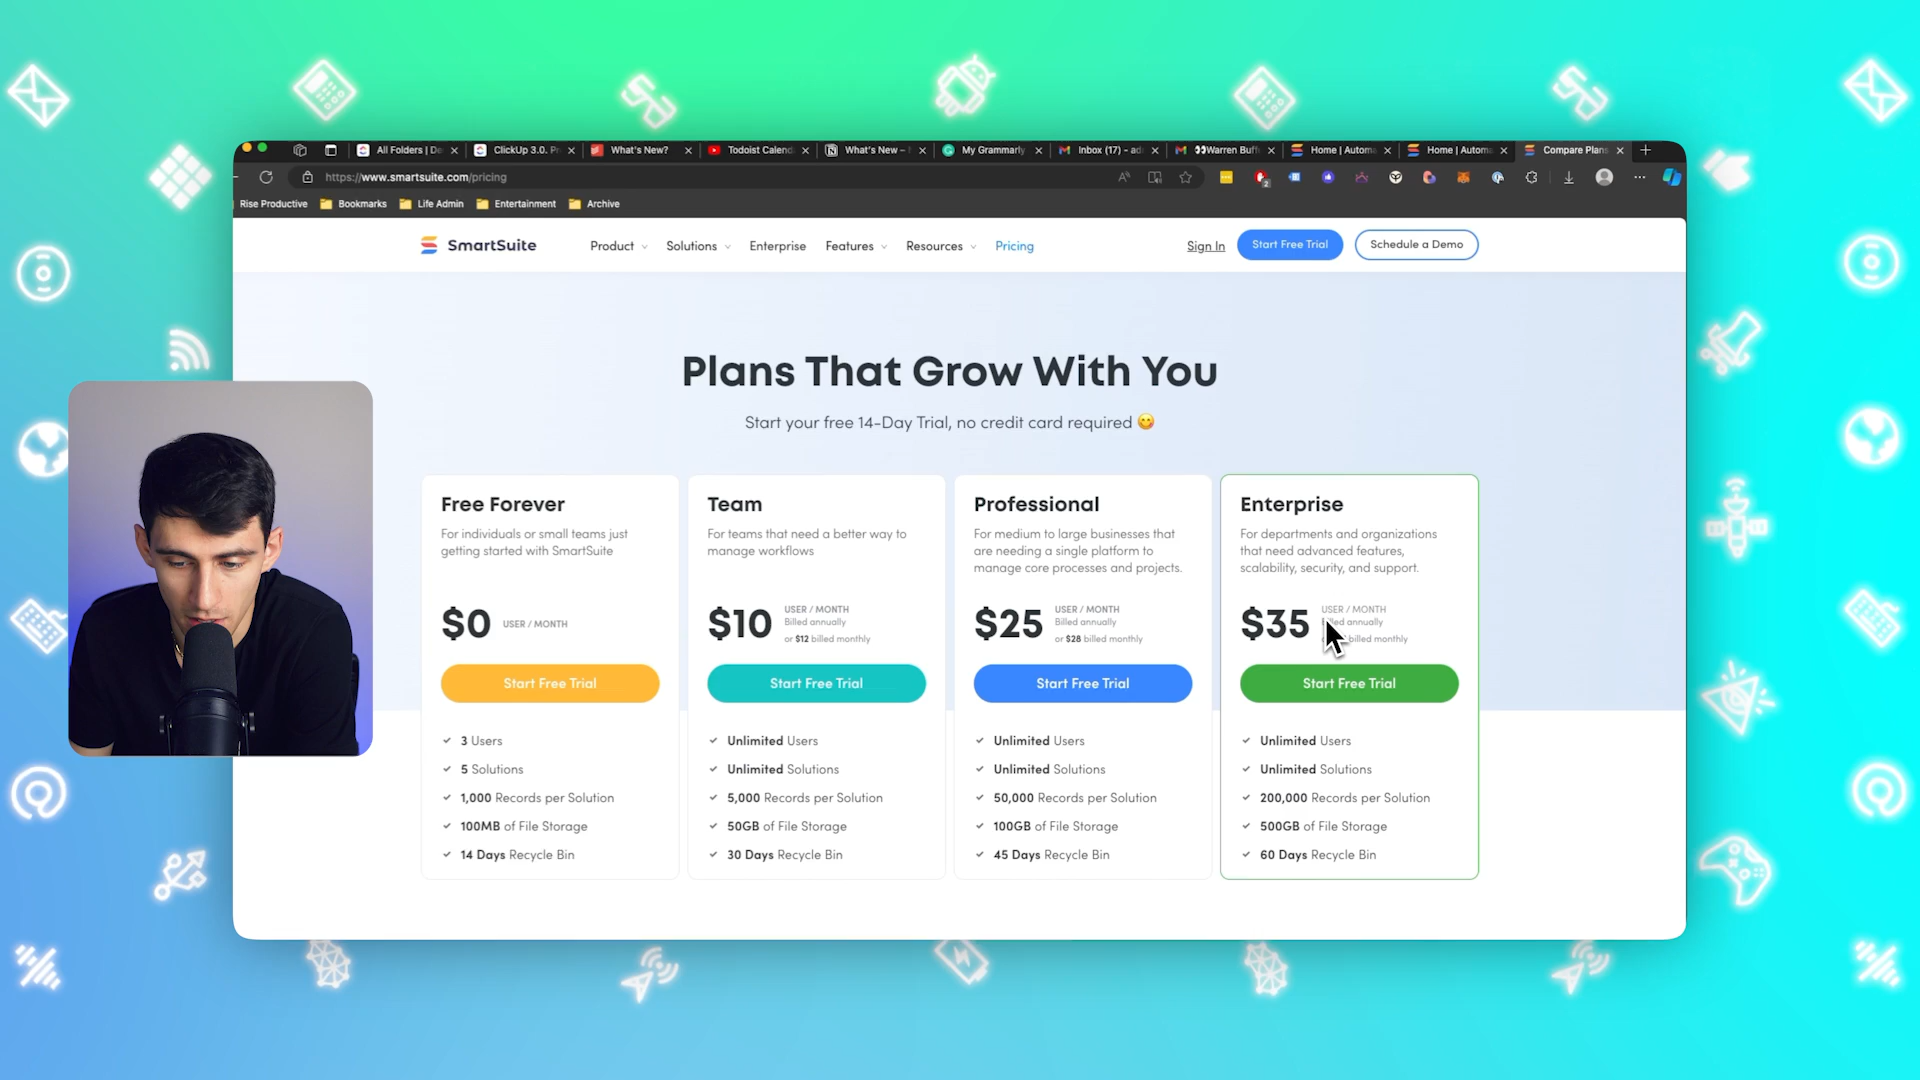 All Folders | De
ClickUp 3.0. Pr
What's New?
Todoist Calend
What's New –
My Grammarly
Inbox (17) - ad
Warren Buff
Home | Autom
Home | Autom
Compare Plans
https://www.smartsuite.com/pricing
Rise Productive
Bookmarks
Life Admin
Entertainment
Archive
SmartSuite
Product
Solutions
Enterprise
Features
Resources
Pricing
Sign In
Start Free Trial
Schedule a Demo
Plans That Grow With You
Start your free 14-Day Trial, no credit card required 😋
Free Forever
For individuals or small teams just
getting started with SmartSuite
$0 USER / MONTH
Start Free Trial
3 Users
5 Solutions
1,000 Records per Solution
100MB of File Storage
14 Days Recycle Bin
Team
For teams that need a better way to
manage workflows
$10
USER / MONTH
Billed annually
or $12 billed monthly
Start Free Trial
Unlimited Users
Unlimited Solutions
5,000 Records per Solution
50GB of File Storage
30 Days Recycle Bin
Professional
For medium to large businesses that
are needing a single platform to
manage core processes and projects.
$25
USER / MONTH
Billed annually
or $28 billed monthly
Start Free Trial
Unlimited Users
Unlimited Solutions
50,000 Records per Solution
100GB of File Storage
45 Days Recycle Bin
Enterprise
For departments and organizations
that need advanced features,
scalability, security, and support.
$35
USER / MONTH
Billed annually
billed monthly
Start Free Trial
Unlimited Users
Unlimited Solutions
200,000 Records per Solution
500GB of File Storage
60 Days Recycle Bin